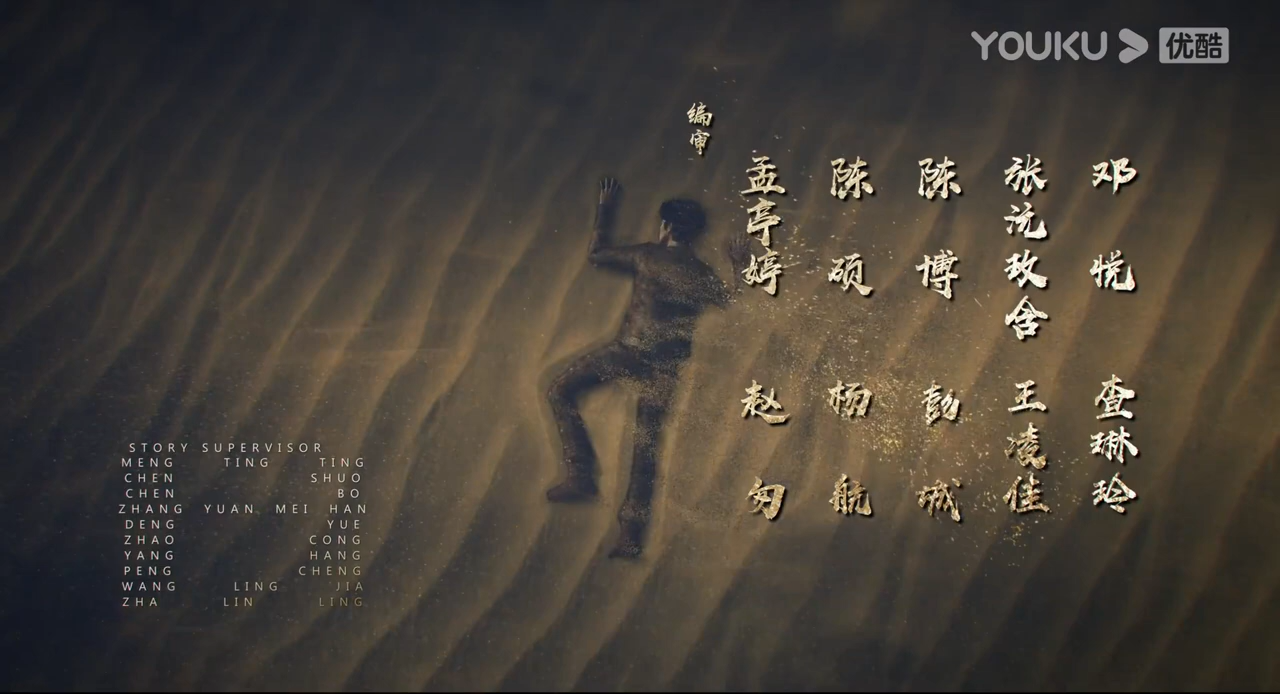 YOUKU 优酷
编审
孟亭婷
陈硕
陈博
张沅玫含
邓悦
赵匆
杨航
彭城
王凌佳
查琳玲
STORY SUPERVISOR
MENG TING TING
CHEN SHUO
CHEN BO
ZHANG YUAN MEI HAN
DENG YUE
ZHAO CONG
YANG HANG
PENG CHENG
WANG LING JIA
ZHA LIN LING